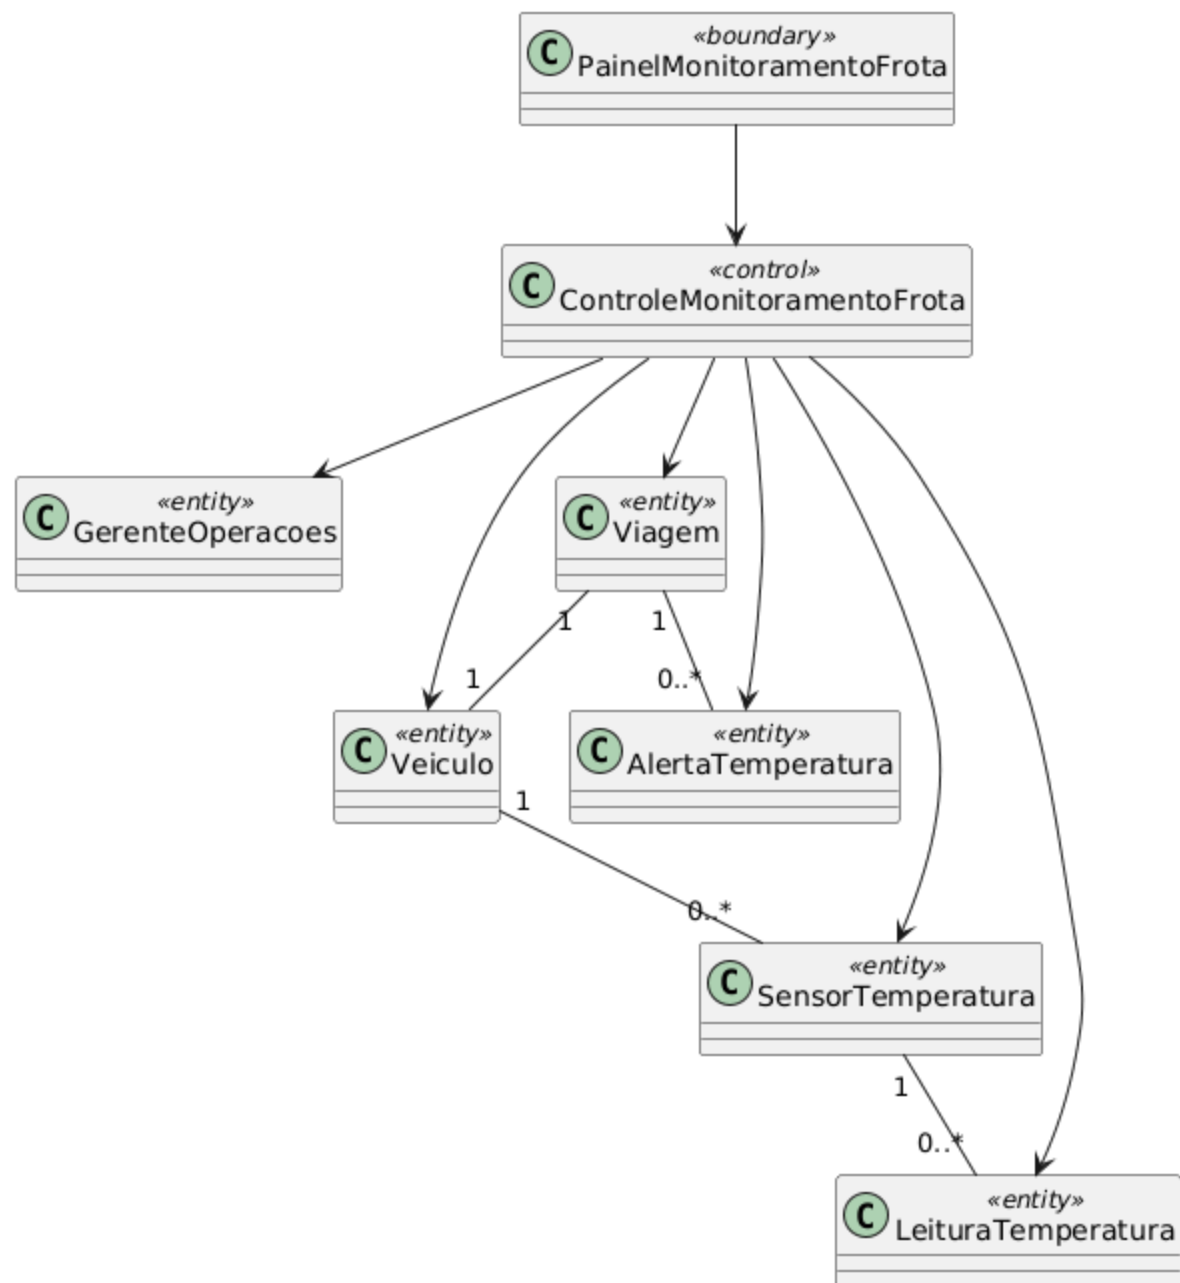 «boundary»
C PainelMonitoramentoFrota
«control»
C ControleMonitoramentoFrota
«entity»
C GerenteOperacoes
«entity»
C Viagem
1
1
1
0..*
«entity»
C Veiculo
«entity»
C AlertaTemperatura
1
0..*
«entity»
C SensorTemperatura
1
0..*
«entity»
C LeituraTemperatura